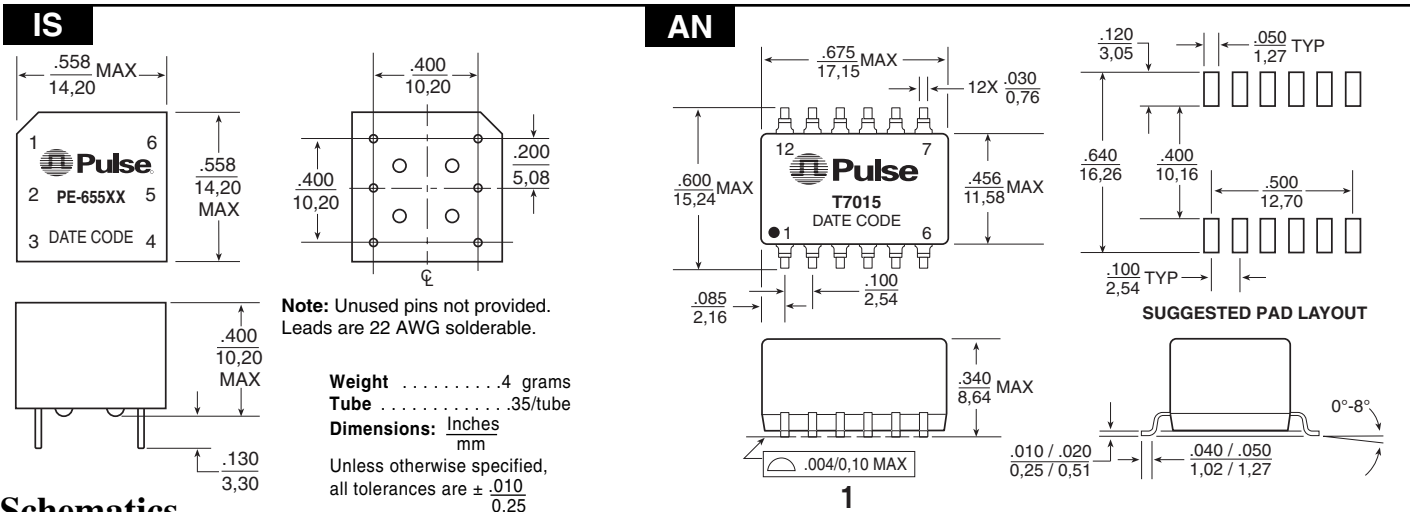 IS
.558
14,20
MAX
1
6
Pulse
2
PE-655XX
5
3
DATE CODE
4
.558
14,20
MAX
.400
10,20
.400
10,20
.200
5,08
℄
.400
10,20
MAX
.130
3,30
Note: Unused pins not provided.
Leads are 22 AWG solderable.
Weight . . . . . . . . . .4 grams
Tube . . . . . . . . . . . . .35/tube
Dimensions: Inches
mm
Unless otherwise specified,
all tolerances are ± .010
0,25
Schematics
AN
.675
17,15
MAX
12X .030
0,76
12
7
Pulse
T7015
DATE CODE
1
6
.600
15,24
MAX
.456
11,58
MAX
.085
2,16
.100
2,54
.120
3,05
.050
1,27
TYP
.640
16,26
.400
10,16
.500
12,70
.100
2,54
TYP
SUGGESTED PAD LAYOUT
.340
8,64
MAX
.004/0,10 MAX
0°-8°
.010 / .020
0,25 / 0,51
.040 / .050
1,02 / 1,27
1